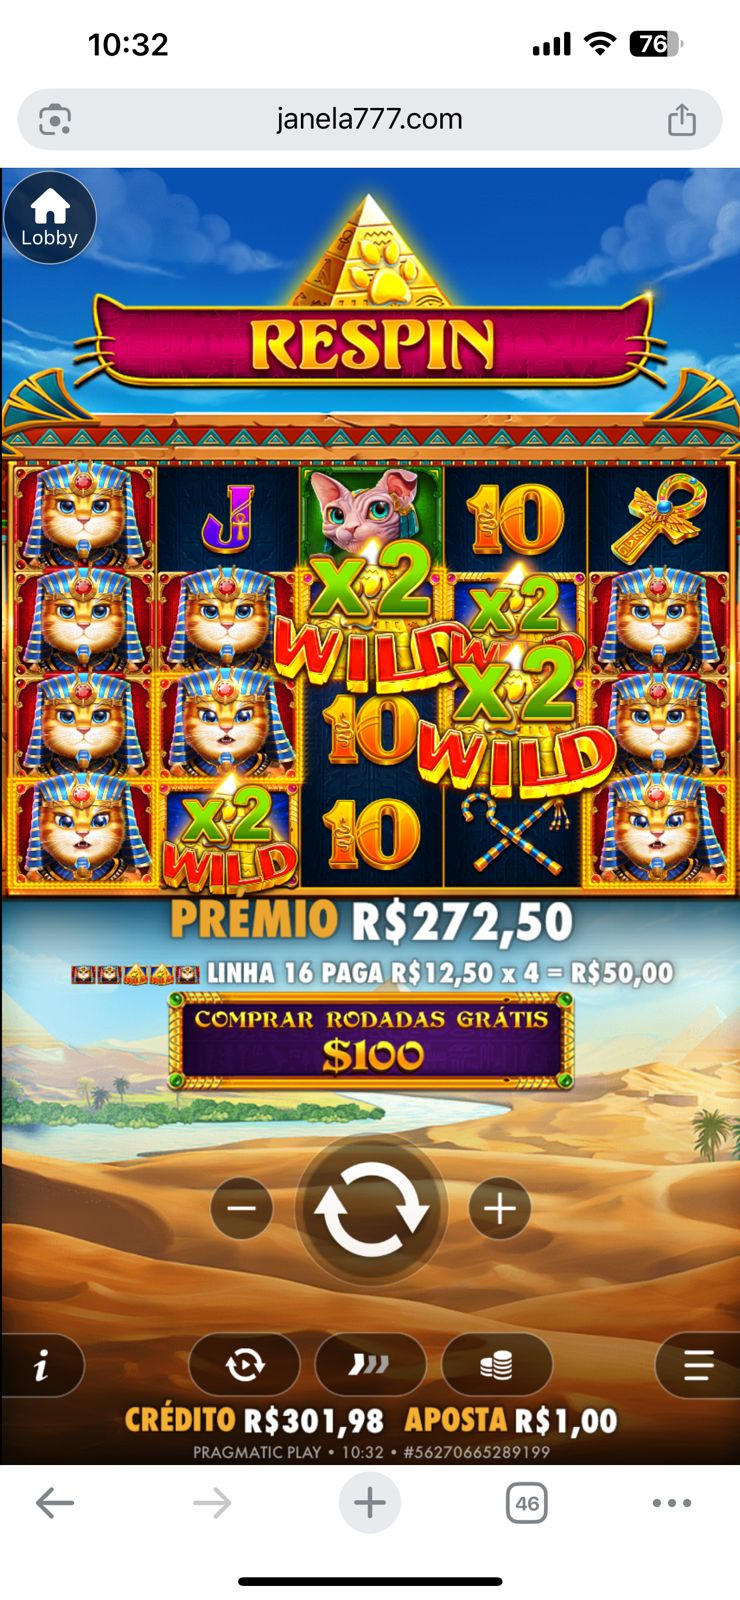 10:32
76
janela777.com
Lobby
RESPIN
J
10
x2
WILD
x2
WILD
x2
WILD
10
x2
WILD
10
PRÉMIO R$272,50
LINHA 16 PAGA R$12,50 x 4 = R$50,00
COMPRAR RODADAS GRÁTIS
$100
CRÉDITO R$301,98 APOSTA R$1,00
PRAGMATIC PLAY • 10:32 • #56270665289199
46